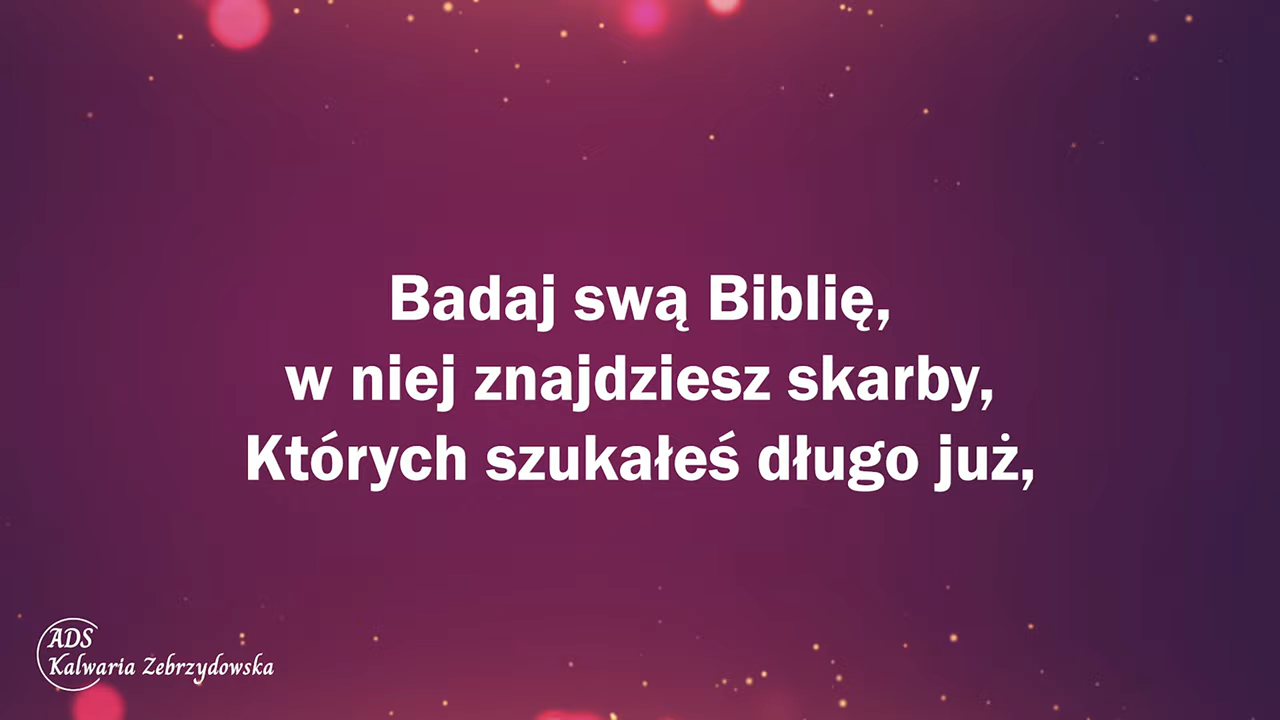 Badaj swą Biblię,
w niej znajdziesz skarby,
Których szukałeś długo już,
ADS
Kalwaria Zebrzydowska